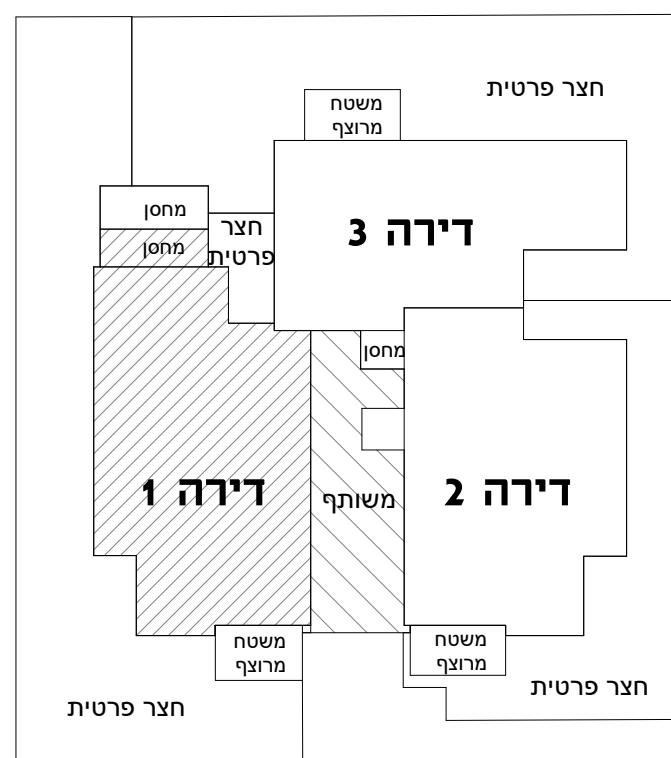 חצר פרטית
משטח
מרוצף
מחסן
מחסן
חצר
פרטית
דירה 3
מחסן
דירה 1
משותף
דירה 2
משטח
מרוצף
משטח
מרוצף
חצר פרטית
חצר פרטית